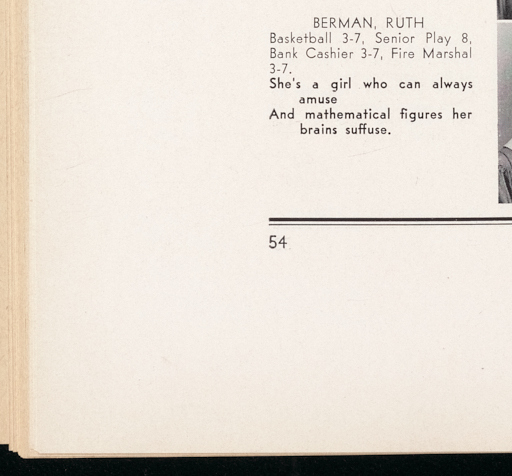 BERMAN, RUTH
Basketball 3-7, Senior Play 8,
Bank Cashier 3-7, Fire Marshal
3-7.
She's a girl who can always
amuse
And mathematical figures her
brains suffuse.
54